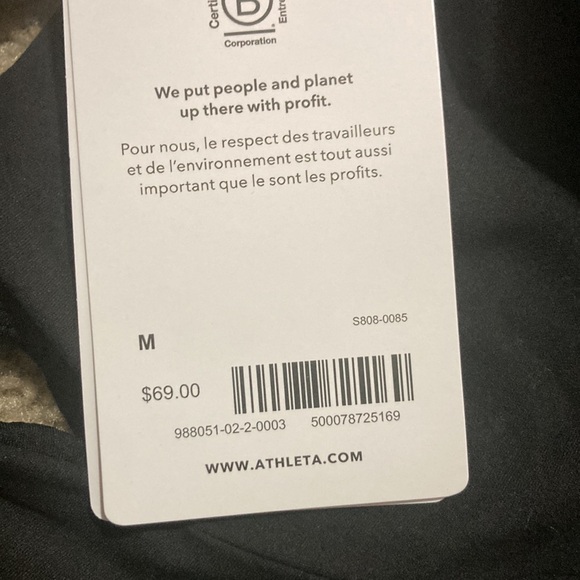 Certi
B
Entre
Corporation
We put people and planet
up there with profit.
Pour nous, le respect des travailleurs
et de l'environnement est tout aussi
important que le sont les profits.
S808-0085
M
$69.00
988051-02-2-0003 500078725169
WWW.ATHLETA.COM